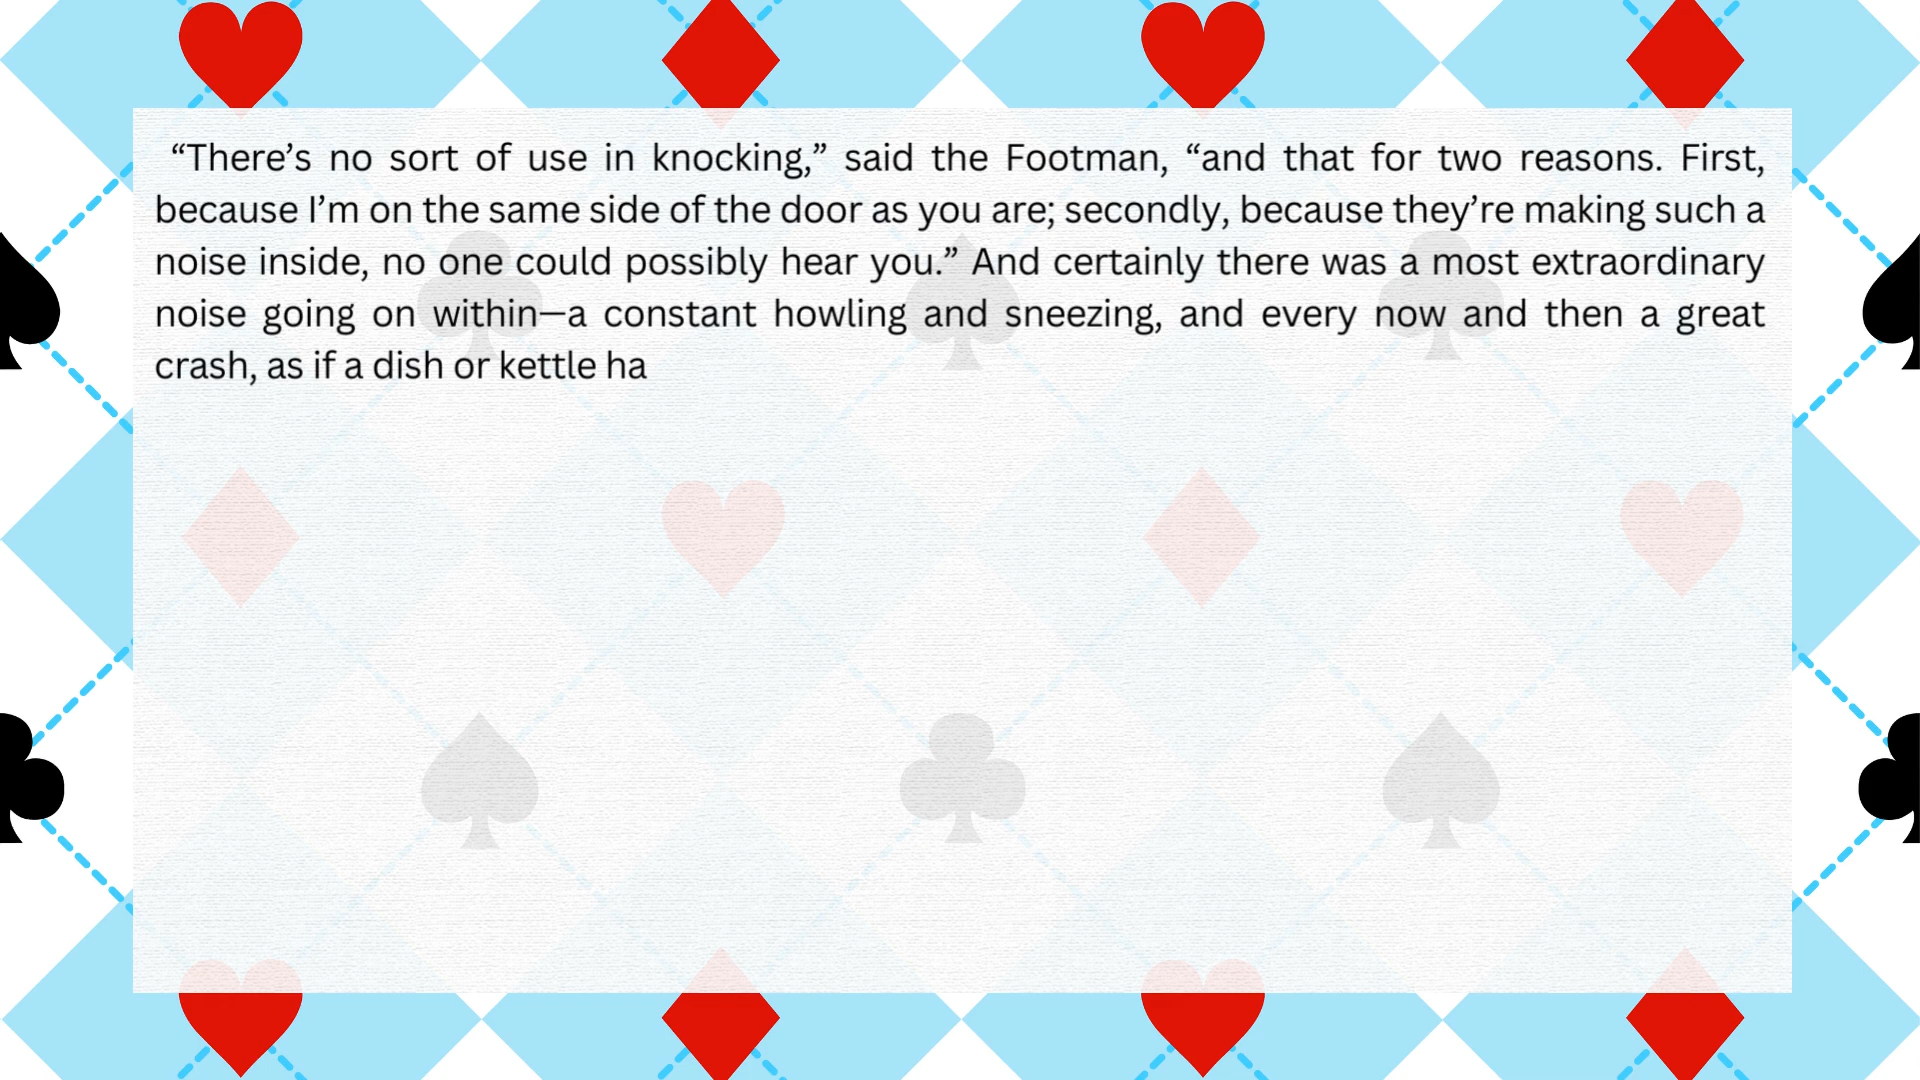 “There’s no sort of use in knocking,” said the Footman, “and that for two reasons. First,
because I’m on the same side of the door as you are; secondly, because they’re making such a
noise inside, no one could possibly hear you.” And certainly there was a most extraordinary
noise going on within—a constant howling and sneezing, and every now and then a great
crash, as if a dish or kettle ha